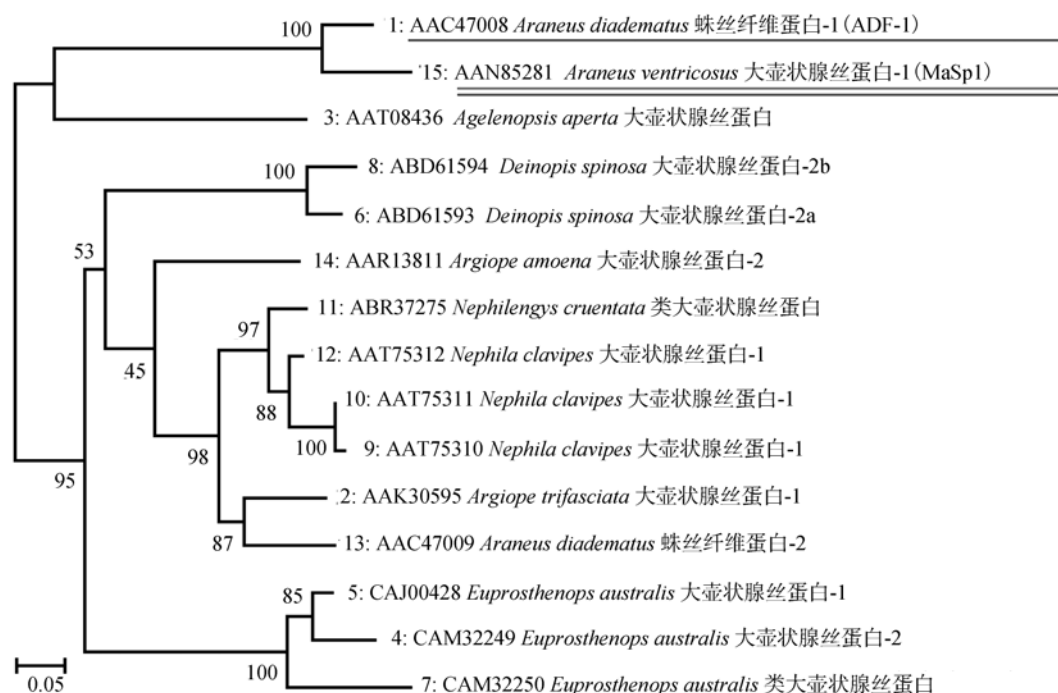 100
1: AAC47008 Araneus diadematus 蛛丝纤维蛋白-1(ADF-1)
15: AAN85281 Araneus ventricosus 大壶状腺丝蛋白-1(MaSp1)
3: AAT08436 Agelenopsis aperta 大壶状腺丝蛋白
8: ABD61594 Deinopis spinosa 大壶状腺丝蛋白-2b
100
6: ABD61593 Deinopis spinosa 大壶状腺丝蛋白-2a
53
14: AAR13811 Argiope amoena 大壶状腺丝蛋白-2
11: ABR37275 Nephilengys cruentata 类大壶状腺丝蛋白
97
12: AAT75312 Nephila clavipes 大壶状腺丝蛋白-1
45
10: AAT75311 Nephila clavipes 大壶状腺丝蛋白-1
88
100
9: AAT75310 Nephila clavipes 大壶状腺丝蛋白-1
98
95
2: AAK30595 Argiope trifasciata 大壶状腺丝蛋白-1
87
13: AAC47009 Araneus diadematus 蛛丝纤维蛋白-2
85
5: CAJ00428 Euprosthenops australis 大壶状腺丝蛋白-1
4: CAM32249 Euprosthenops australis 大壶状腺丝蛋白-2
100
7: CAM32250 Euprosthenops australis 类大壶状腺丝蛋白
0.05